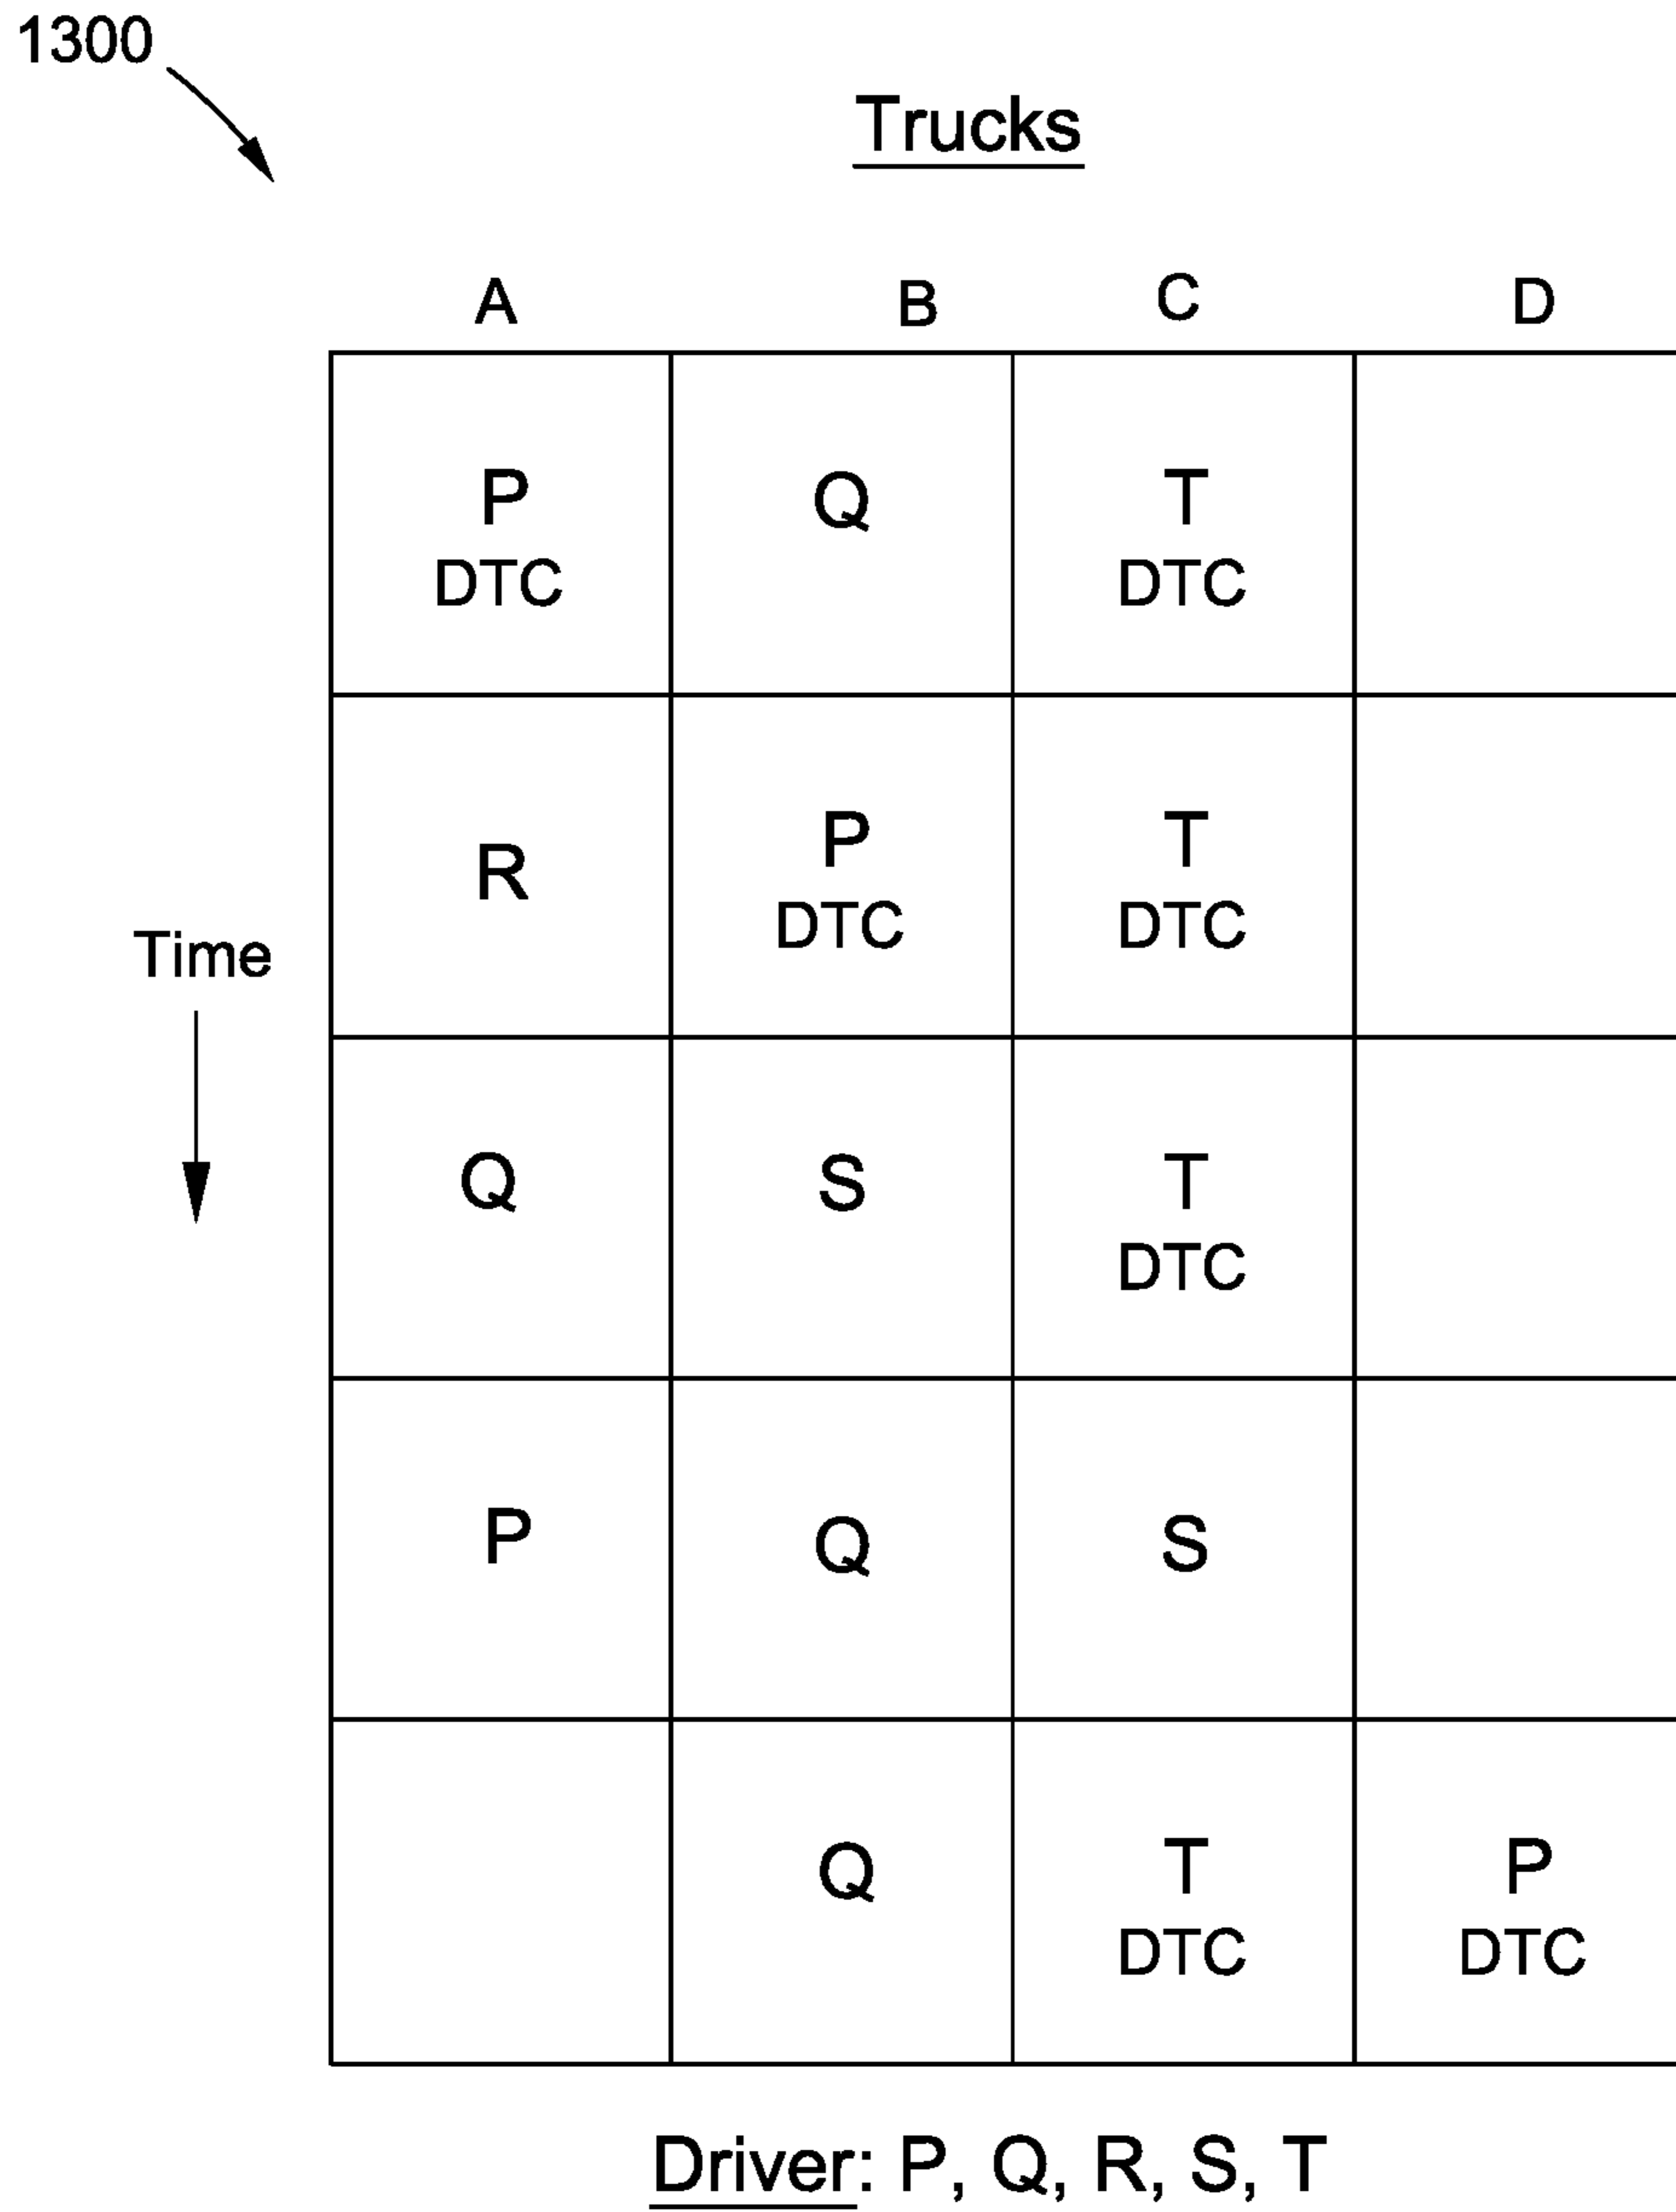 1300
Trucks
A B C D
P Q T
DTC DTC
R P T
DTC DTC
Time
Q S T
DTC
P Q S
Q T P
DTC DTC
Driver: P, Q, R, S, T